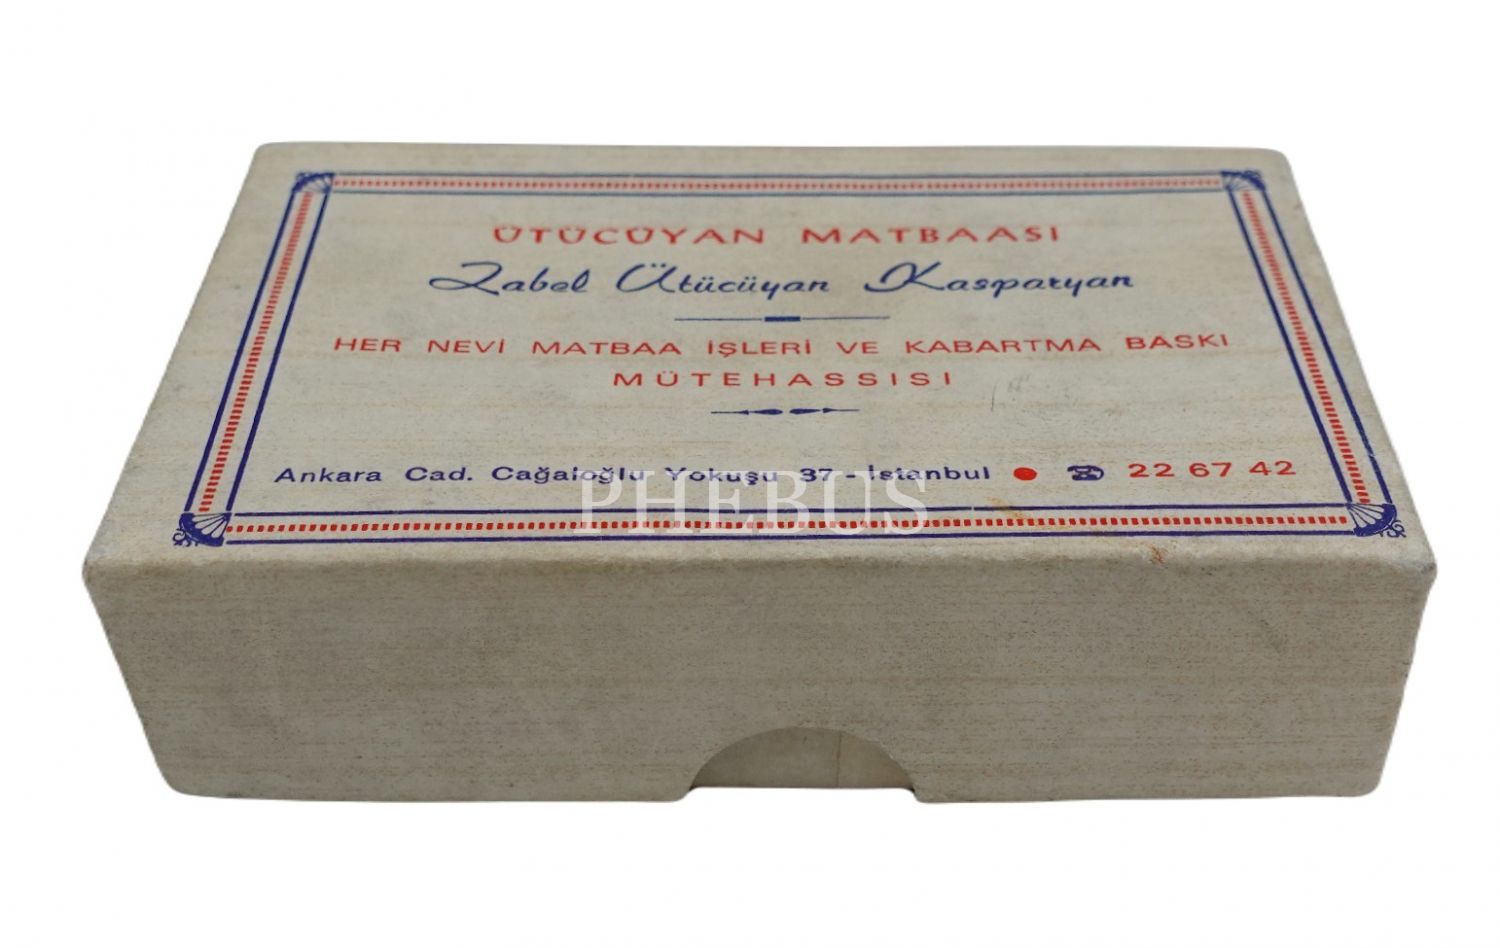 ÜTÜCÜYAN MATBAASI
Zabel Ütücüyan Kasparyan
HER NEVİ MATBAA İŞLERİ VE KABARTMA BASKI
MÜTEHASSISI
Ankara Cad. Cağaloğlu Yokuşu 37 - İstanbul ● ☎ 22 67 42
PHEBUS